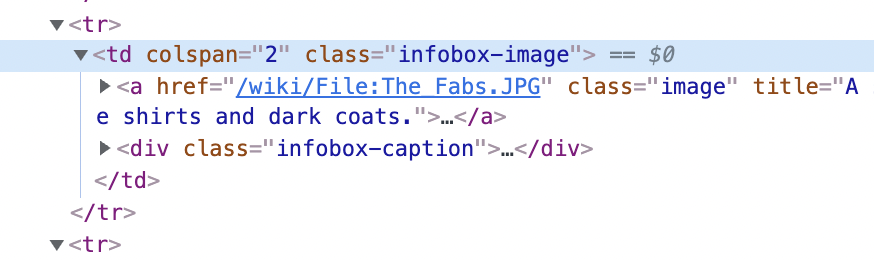 <tr>
<td colspan="2" class="infobox-image"> == $0
<a href="/wiki/File:The_Fabs.JPG" class="image" title="A
e shirts and dark coats.">…</a>
<div class="infobox-caption">…</div>
</td>
</tr>
<tr>